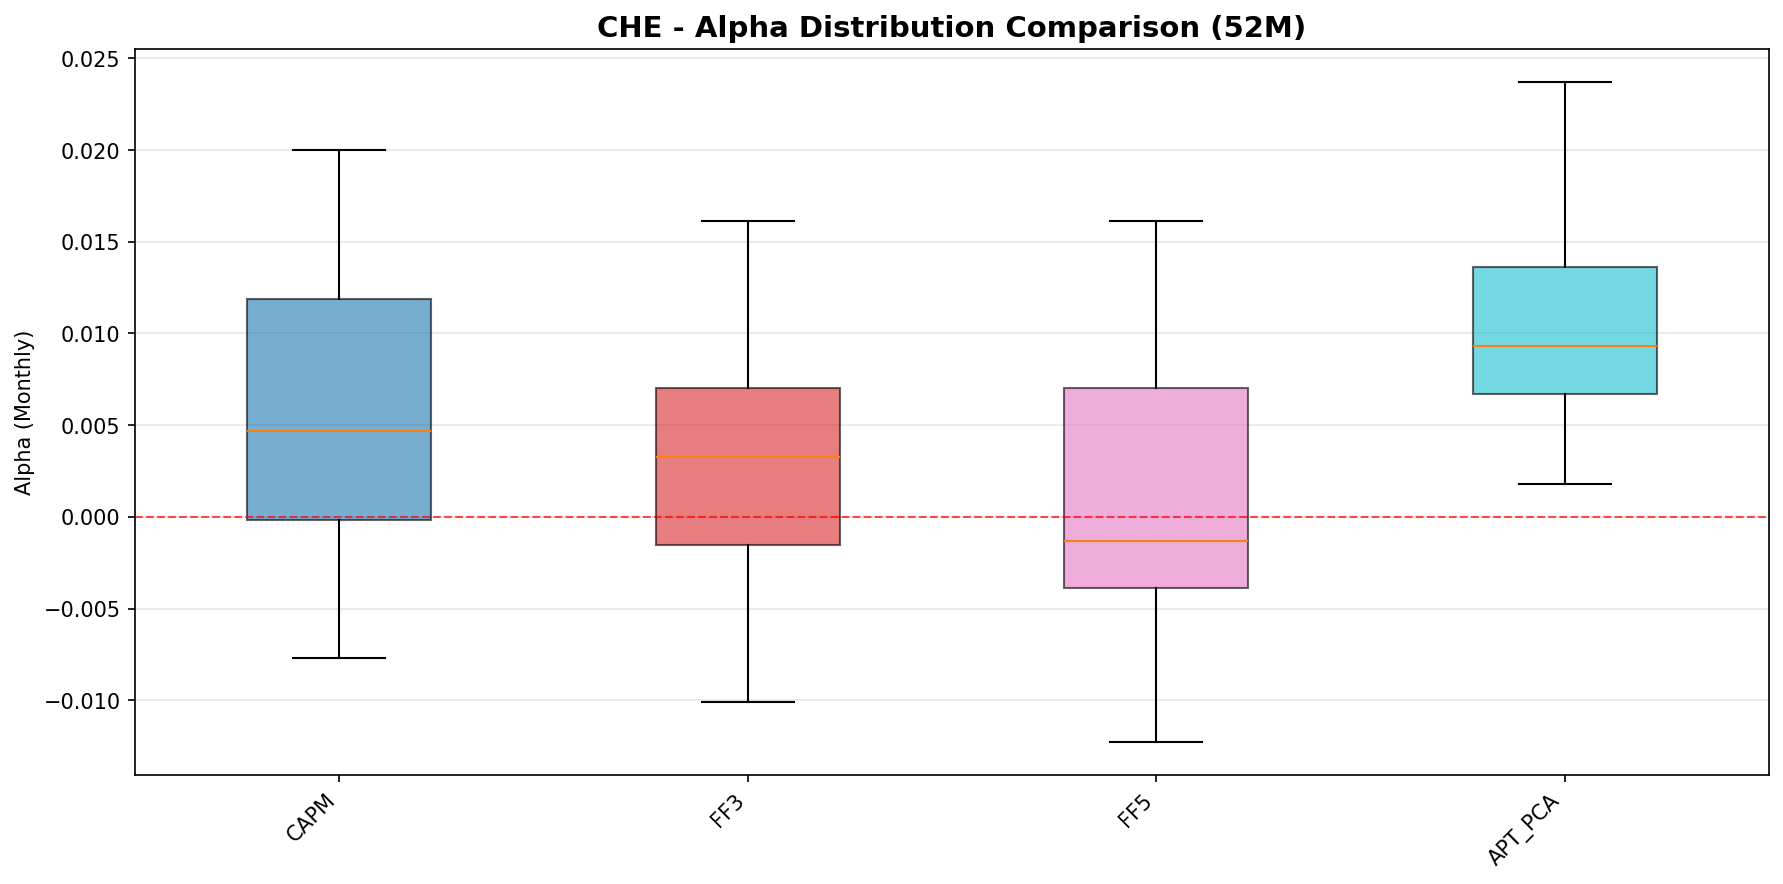 CHE - Alpha Distribution Comparison (52M)
Alpha (Monthly)
0.025
0.020
0.015
0.010
0.005
0.000
−0.005
−0.010
CAPM
FF3
FF5
APT_PCA